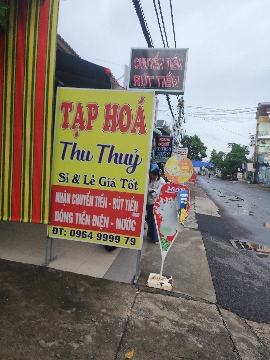 CHUYỂN TIỀN
RÚT TIỀN
TẠP HOÁ
Thu Thuỷ
Sỉ & Lẻ Giá Tốt
NHẬN CHUYỂN TIỀN - RÚT TIỀN
ĐÓNG TIỀN ĐIỆN - NƯỚC
ĐT: 0964 9999 79